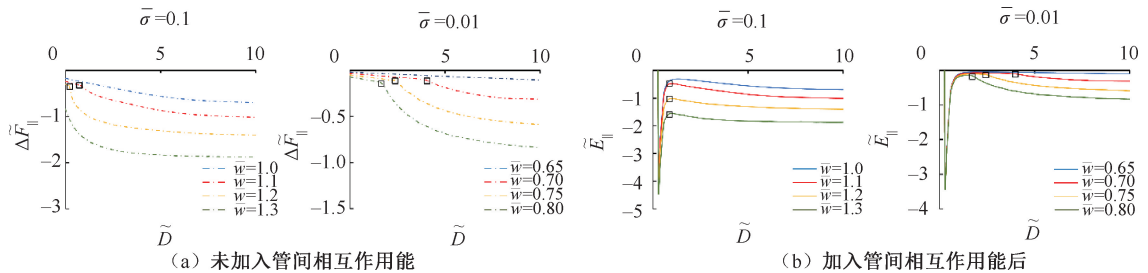 σ̅=0.1
0 5 10
−1
−2
−3
ΔF̃∥
w̅=1.0
w̅=1.1
w̅=1.2
w̅=1.3
D̃
σ̅=0.01
0 5 10
−0.5
−1.0
−1.5
ΔF̃∥
w̅=0.65
w̅=0.70
w̅=0.75
w̅=0.80
D̃
(a) 未加入管间相互作用能
σ̅=0.1
0 5 10
−1
−2
−3
−4
−5
Ẽ∥
w̅=1.0
w̅=1.1
w̅=1.2
w̅=1.3
D̃
σ̅=0.01
0 5 10
−1
−2
−3
−4
Ẽ∥
w̅=0.65
w̅=0.70
w̅=0.75
w̅=0.80
D̃
(b) 加入管间相互作用能后